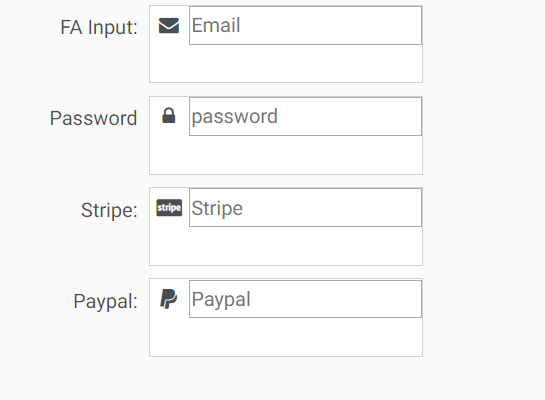 FA Input: Email
Password password
Stripe: stripe Stripe
Paypal: Paypal